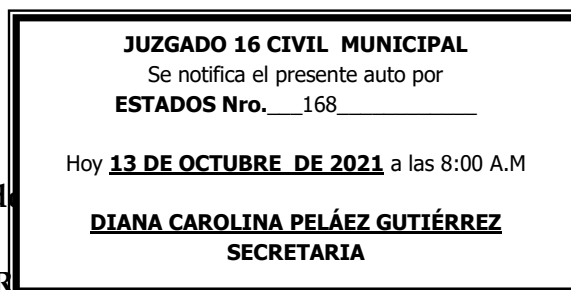 JUZGADO 16 CIVIL MUNICIPAL
Se notifica el presente auto por
ESTADOS Nro.___168____________
Hoy 13 DE OCTUBRE DE 2021 a las 8:00 A.M
DIANA CAROLINA PELÁEZ GUTIÉRREZ
SECRETARIA